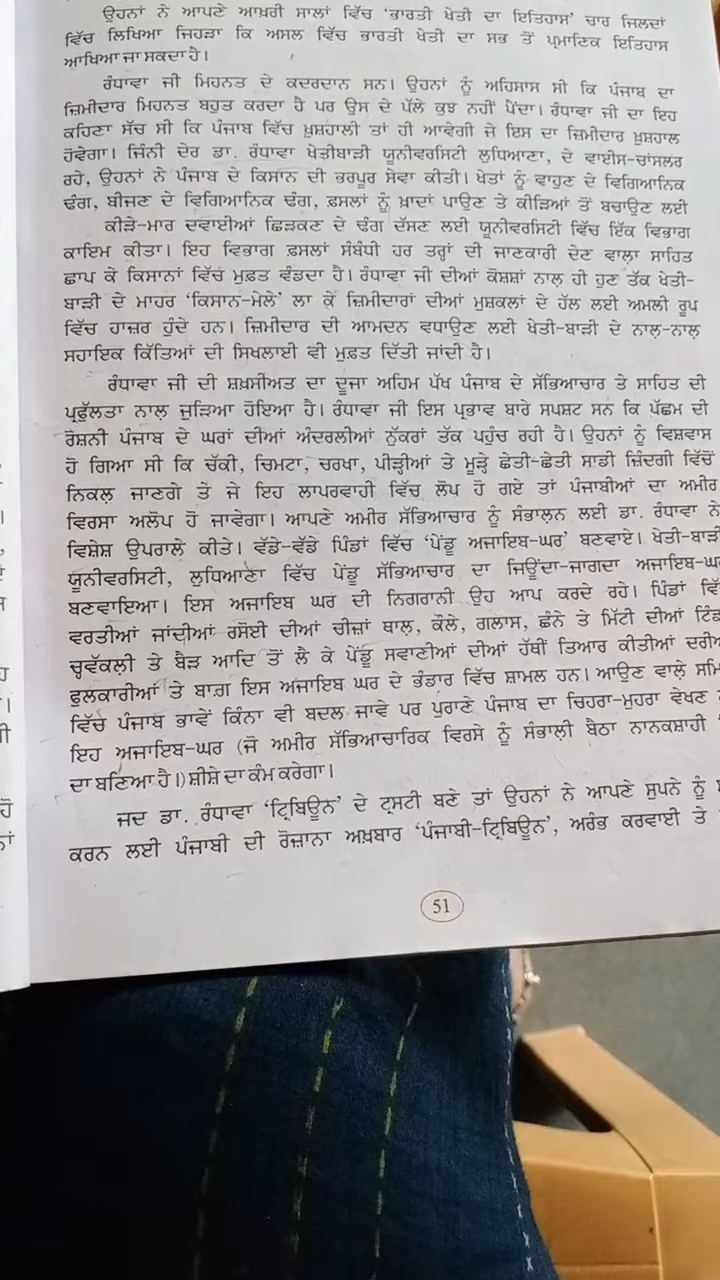 ਉਹਨਾਂ ਨੇ ਆਪਣੇ ਆਖ਼ਰੀ ਸਾਲਾਂ ਵਿੱਚ ‘ਭਾਰਤੀ ਖੇਤੀ ਦਾ ਇਤਿਹਾਸ’ ਚਾਰ ਜਿਲਦਾਂ
ਵਿੱਚ ਲਿਖਿਆ ਜਿਹੜਾ ਕਿ ਅਸਲ ਵਿੱਚ ਭਾਰਤੀ ਖੇਤੀ ਦਾ ਸਭ ਤੋਂ ਪ੍ਰਮਾਣਿਕ ਇਤਿਹਾਸ
ਆਖਿਆ ਜਾ ਸਕਦਾ ਹੈ।
ਰੰਧਾਵਾ ਜੀ ਮਿਹਨਤ ਦੇ ਕਦਰਦਾਨ ਸਨ। ਉਹਨਾਂ ਨੂੰ ਅਹਿਸਾਸ ਸੀ ਕਿ ਪੰਜਾਬ ਦਾ
ਜ਼ਿਮੀਦਾਰ ਮਿਹਨਤ ਬਹੁਤ ਕਰਦਾ ਹੈ ਪਰ ਉਸ ਦੇ ਪੱਲੇ ਕੁਝ ਨਹੀਂ ਪੈਂਦਾ। ਰੰਧਾਵਾ ਜੀ ਦਾ ਇਹ
ਕਹਿਣਾ ਸੱਚ ਸੀ ਕਿ ਪੰਜਾਬ ਵਿੱਚ ਖ਼ੁਸ਼ਹਾਲੀ ਤਾਂ ਹੀ ਆਵੇਗੀ ਜੇ ਇਸ ਦਾ ਜ਼ਿਮੀਦਾਰ ਖ਼ੁਸ਼ਹਾਲ
ਹੋਵੇਗਾ। ਜਿੰਨੀ ਦੇਰ ਡਾ. ਰੰਧਾਵਾ ਖੇਤੀਬਾੜੀ ਯੂਨੀਵਰਸਿਟੀ ਲੁਧਿਆਣਾ, ਦੇ ਵਾਈਸ-ਚਾਂਸਲਰ
ਰਹੇ, ਉਹਨਾਂ ਨੇ ਪੰਜਾਬ ਦੇ ਕਿਸਾਨ ਦੀ ਭਰਪੂਰ ਸੇਵਾ ਕੀਤੀ। ਖੇਤਾਂ ਨੂੰ ਵਾਹੁਣ ਦੇ ਵਿਗਿਆਨਿਕ
ਢੰਗ, ਬੀਜਣ ਦੇ ਵਿਗਿਆਨਿਕ ਢੰਗ, ਫ਼ਸਲਾਂ ਨੂੰ ਖ਼ਾਦਾਂ ਪਾਉਣ ਤੇ ਕੀੜਿਆਂ ਤੋਂ ਬਚਾਉਣ ਲਈ
ਕੀੜੇ-ਮਾਰ ਦਵਾਈਆਂ ਛਿੜਕਣ ਦੇ ਢੰਗ ਦੱਸਣ ਲਈ ਯੂਨੀਵਰਸਿਟੀ ਵਿੱਚ ਇੱਕ ਵਿਭਾਗ
ਕਾਇਮ ਕੀਤਾ। ਇਹ ਵਿਭਾਗ ਫ਼ਸਲਾਂ ਸੰਬੰਧੀ ਹਰ ਤਰ੍ਹਾਂ ਦੀ ਜਾਣਕਾਰੀ ਦੇਣ ਵਾਲ਼ਾ ਸਾਹਿਤ
ਛਾਪ ਕੇ ਕਿਸਾਨਾਂ ਵਿੱਚ ਮੁਫ਼ਤ ਵੰਡਦਾ ਹੈ। ਰੰਧਾਵਾ ਜੀ ਦੀਆਂ ਕੋਸ਼ਸ਼ਾਂ ਨਾਲ਼ ਹੀ ਹੁਣ ਤੱਕ ਖੇਤੀ-
ਬਾੜੀ ਦੇ ਮਾਹਰ ‘ਕਿਸਾਨ-ਮੇਲੇ’ ਲਾ ਕੇ ਜ਼ਿਮੀਦਾਰਾਂ ਦੀਆਂ ਮੁਸ਼ਕਲਾਂ ਦੇ ਹੱਲ ਲਈ ਅਮਲੀ ਰੂਪ
ਵਿੱਚ ਹਾਜ਼ਰ ਹੁੰਦੇ ਹਨ। ਜ਼ਿਮੀਦਾਰ ਦੀ ਆਮਦਨ ਵਧਾਉਣ ਲਈ ਖੇਤੀ-ਬਾੜੀ ਦੇ ਨਾਲ਼-ਨਾਲ਼
ਸਹਾਇਕ ਕਿੱਤਿਆਂ ਦੀ ਸਿਖਲਾਈ ਵੀ ਮੁਫ਼ਤ ਦਿੱਤੀ ਜਾਂਦੀ ਹੈ।
ਰੰਧਾਵਾ ਜੀ ਦੀ ਸ਼ਖ਼ਸੀਅਤ ਦਾ ਦੂਜਾ ਅਹਿਮ ਪੱਖ ਪੰਜਾਬ ਦੇ ਸੱਭਿਆਚਾਰ ਤੇ ਸਾਹਿਤ ਦੀ
ਪ੍ਰਫੁੱਲਤਾ ਨਾਲ਼ ਜੁੜਿਆ ਹੋਇਆ ਹੈ। ਰੰਧਾਵਾ ਜੀ ਇਸ ਪ੍ਰਭਾਵ ਬਾਰੇ ਸਪਸ਼ਟ ਸਨ ਕਿ ਪੱਛਮ ਦੀ
ਰੋਸ਼ਨੀ ਪੰਜਾਬ ਦੇ ਘਰਾਂ ਦੀਆਂ ਅੰਦਰਲੀਆਂ ਨੁੱਕਰਾਂ ਤੱਕ ਪਹੁੰਚ ਰਹੀ ਹੈ। ਉਹਨਾਂ ਨੂੰ ਵਿਸ਼ਵਾਸ
ਹੋ ਗਿਆ ਸੀ ਕਿ ਚੱਕੀ, ਚਿਮਟਾ, ਚਰਖਾ, ਪੀੜ੍ਹੀਆਂ ਤੇ ਮੂੜ੍ਹੇ ਛੇਤੀ-ਛੇਤੀ ਸਾਡੀ ਜ਼ਿੰਦਗੀ ਵਿੱਚੋਂ
ਨਿਕਲ਼ ਜਾਣਗੇ ਤੇ ਜੇ ਇਹ ਲਾਪਰਵਾਹੀ ਵਿੱਚ ਲੋਪ ਹੋ ਗਏ ਤਾਂ ਪੰਜਾਬੀਆਂ ਦਾ ਅਮੀਰ
ਵਿਰਸਾ ਅਲੋਪ ਹੋ ਜਾਵੇਗਾ। ਆਪਣੇ ਅਮੀਰ ਸੱਭਿਆਚਾਰ ਨੂੰ ਸੰਭਾਲ਼ਨ ਲਈ ਡਾ. ਰੰਧਾਵਾ ਨੇ
ਵਿਸ਼ੇਸ਼ ਉਪਰਾਲੇ ਕੀਤੇ। ਵੱਡੇ-ਵੱਡੇ ਪਿੰਡਾਂ ਵਿੱਚ ‘ਪੇਂਡੂ ਅਜਾਇਬ-ਘਰ’ ਬਣਵਾਏ। ਖੇਤੀ-ਬਾੜੀ
ਯੂਨੀਵਰਸਿਟੀ, ਲੁਧਿਆਣਾ ਵਿੱਚ ਪੇਂਡੂ ਸੱਭਿਆਚਾਰ ਦਾ ਜਿਉਂਦਾ-ਜਾਗਦਾ ਅਜਾਇਬ-ਘ
ਬਣਵਾਇਆ। ਇਸ ਅਜਾਇਬ ਘਰ ਦੀ ਨਿਗਰਾਨੀ ਉਹ ਆਪ ਕਰਦੇ ਰਹੇ। ਪਿੰਡਾਂ
ਵਰਤੀਆਂ ਜਾਂਦੀਆਂ ਰਸੋਈ ਦੀਆਂ ਚੀਜ਼ਾਂ ਥਾਲ਼, ਕੌਲੇ, ਗਲਾਸ, ਛੰਨੇ ਤੇ ਮਿੱਟੀ ਦੀਆਂ
ਚ੍ਹਵੱਕਲ਼ੀ ਤੇ ਬੈੜ ਆਦਿ ਤੋਂ ਲੈ ਕੇ ਪੇਂਡੂ ਸਵਾਣੀਆਂ ਦੀਆਂ ਹੱਥੀਂ ਤਿਆਰ ਕੀਤੀਆਂ
ਫੁਲਕਾਰੀਆਂ ਤੇ ਬਾਗ਼ ਇਸ ਅਜਾਇਬ ਘਰ ਦੇ ਭੰਡਾਰ ਵਿੱਚ ਸ਼ਾਮਲ ਹਨ। ਆਉਣ ਵਾਲ਼ੇ
ਵਿੱਚ ਪੰਜਾਬ ਭਾਵੇਂ ਕਿੰਨਾ ਵੀ ਬਦਲ ਜਾਵੇ ਪਰ ਪੁਰਾਣੇ ਪੰਜਾਬ ਦਾ ਚਿਹਰਾ-ਮੁਹਰਾ ਵੇਖਣ
ਇਹ ਅਜਾਇਬ-ਘਰ (ਜੋ ਅਮੀਰ ਸੱਭਿਆਚਾਰਿਕ ਵਿਰਸੇ ਨੂੰ ਸੰਭਾਲ਼ੀ ਬੈਠਾ ਨਾਨਕਸ਼ਾਹੀ
ਦਾ ਬਣਿਆ ਹੈ।) ਸ਼ੀਸ਼ੇ ਦਾ ਕੰਮ ਕਰੇਗਾ।
ਜਦ ਡਾ. ਰੰਧਾਵਾ ‘ਟ੍ਰਿਬਿਊਨ’ ਦੇ ਟ੍ਰਸਟੀ ਬਣੇ ਤਾਂ ਉਹਨਾਂ ਨੇ ਆਪਣੇ ਸੁਪਨੇ ਨੂੰ
ਕਰਨ ਲਈ ਪੰਜਾਬੀ ਦੀ ਰੋਜ਼ਾਨਾ ਅਖ਼ਬਾਰ ‘ਪੰਜਾਬੀ-ਟ੍ਰਿਬਿਊਨ’, ਅਰੰਭ ਕਰਵਾਈ ਤੇ
51